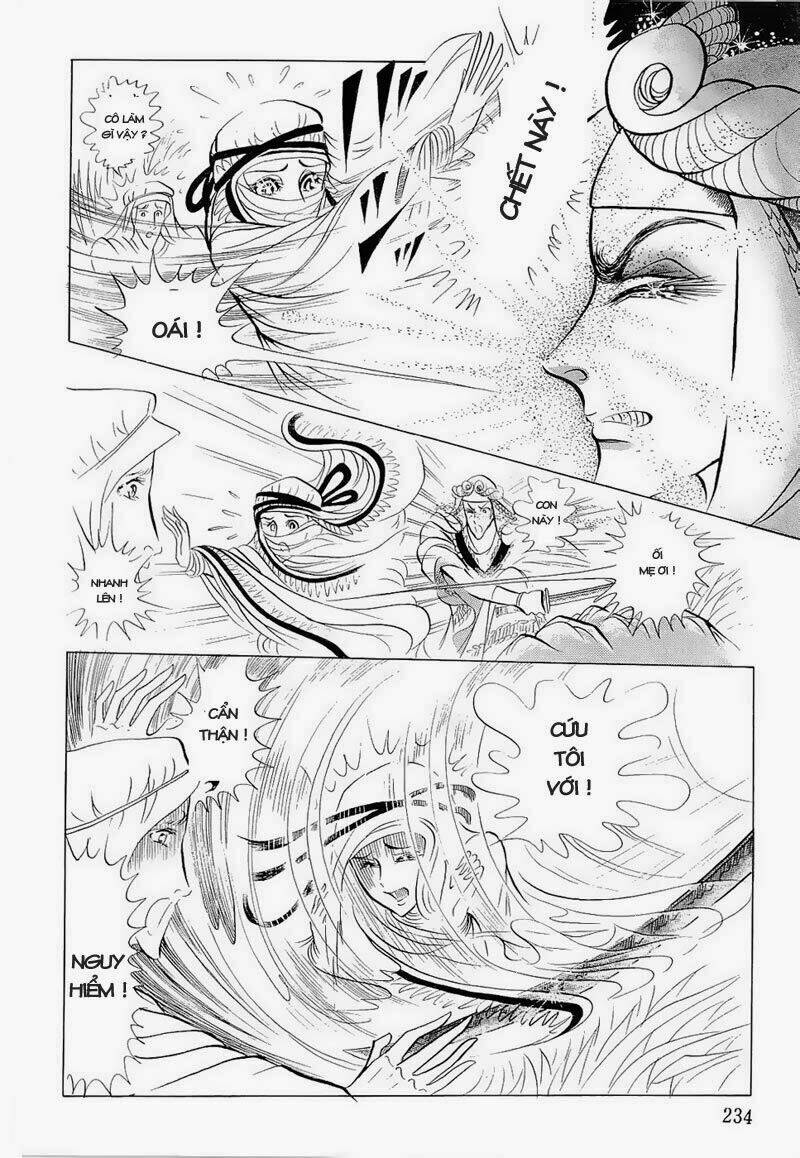 CHẾT NÀY !
CÔ LÀM
GÌ VẬY ?
OÁI !
ỐI
MẸ ƠI !
CON
NÀY !
NHANH
LÊN !
CỨU
TÔI
VỚI !
CẨN
THẬN !
NGUY
HIỂM !
234